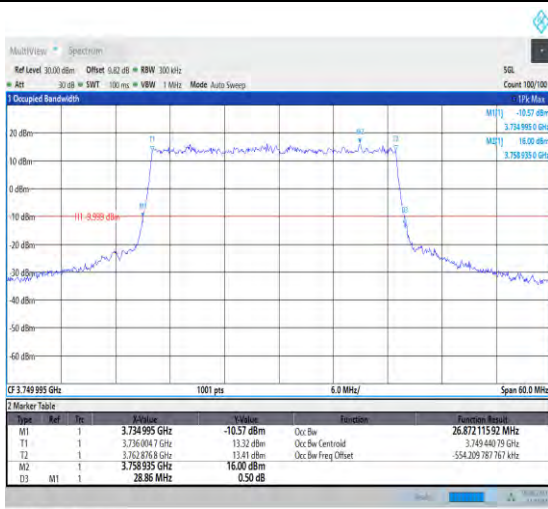 MultiView Spectrum
Ref Level 30.00 dBm Offset 9.82 dB RBW 300 kHz SGL
Att 30 dB SWT 100 ms VBW 1 MHz Mode Auto Sweep Count 100/100
1 Occupied Bandwidth 1Pk Max
M1[1] -10.57 dBm
3.734 995 0 GHz
M2[1] 16.00 dBm
3.758 935 0 GHz
20 dBm
T1 M2 T2
10 dBm
0 dBm
M1 D3
-10 dBm H1 -9.999 dBm
-20 dBm
-30 dBm
-40 dBm
-60 dBm
CF 3.749 995 GHz 1001 pts 6.0 MHz/ Span 60.0 MHz
2 Marker Table
Type Ref Trc X-Value Y-Value Function Function Result
M1 1 3.734 995 GHz -10.57 dBm Occ Bw 26.872 115 92 MHz
T1 1 3.736 004 7 GHz 13.32 dBm Occ Bw Centroid 3.749 440 79 GHz
T2 1 3.762 876 8 GHz 13.41 dBm Occ Bw Freq Offset -554.209 787 767 kHz
M2 1 3.758 935 GHz 16.00 dBm
D3 M1 1 28.86 MHz 0.50 dB
Ready